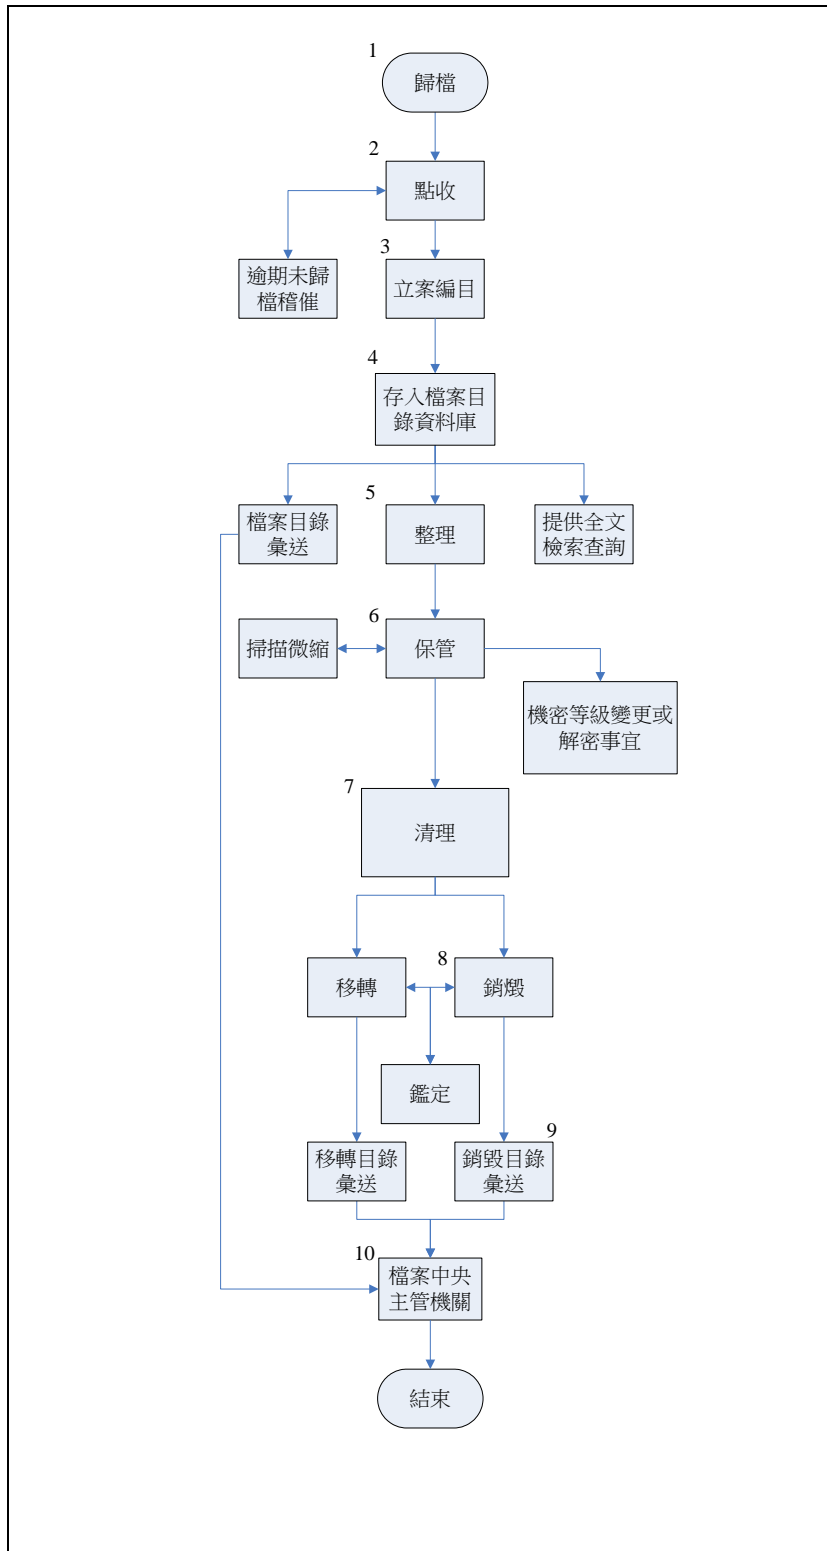 1
歸檔
2
點收
3
逾期未歸
檔稽催
立案編目
4
存入檔案目
錄資料庫
5
檔案目錄
彙送
整理
提供全文
檢索查詢
6
掃描微縮
保管
機密等級變更或
解密事宜
7
清理
8
移轉
銷燬
鑑定
9
移轉目錄
彙送
銷毀目錄
彙送
10
檔案中央
主管機關
結束